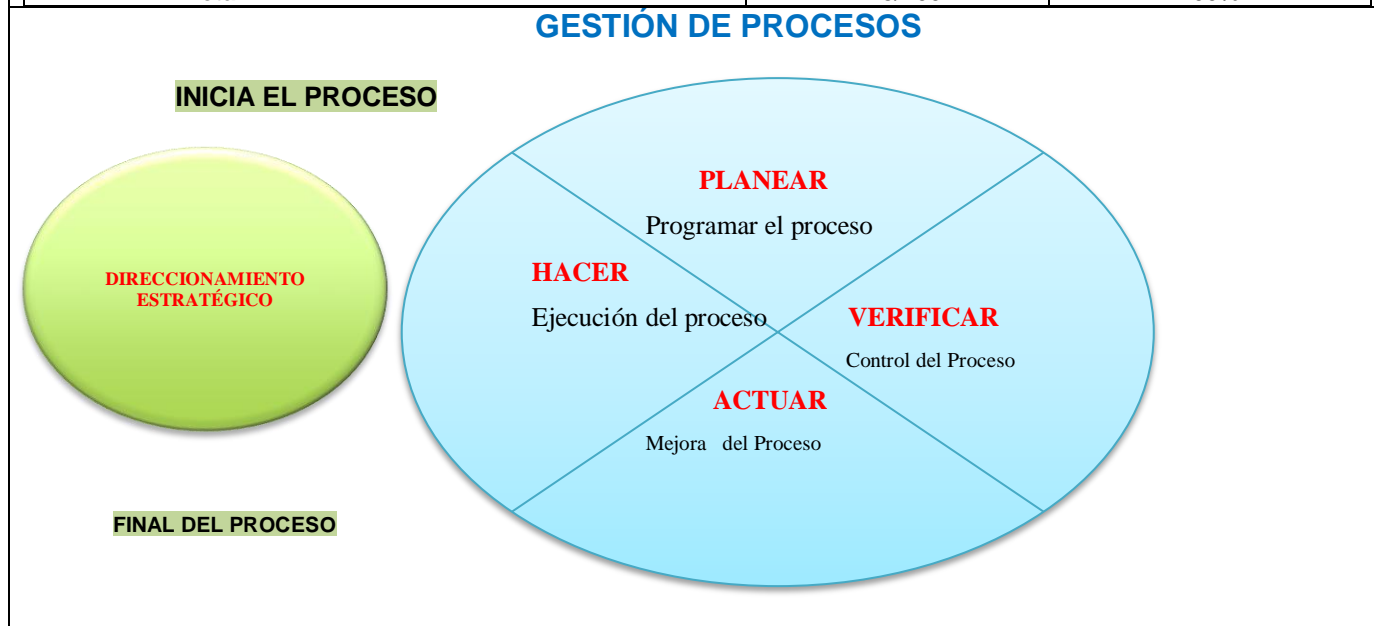 GESTIÓN DE PROCESOS
INICIA EL PROCESO
PLANEAR
Programar el proceso
HACER
Ejecución del proceso
DIRECCIONAMIENTO
ESTRATÉGICO
VERIFICAR
Control del Proceso
ACTUAR
Mejora del Proceso
FINAL DEL PROCESO